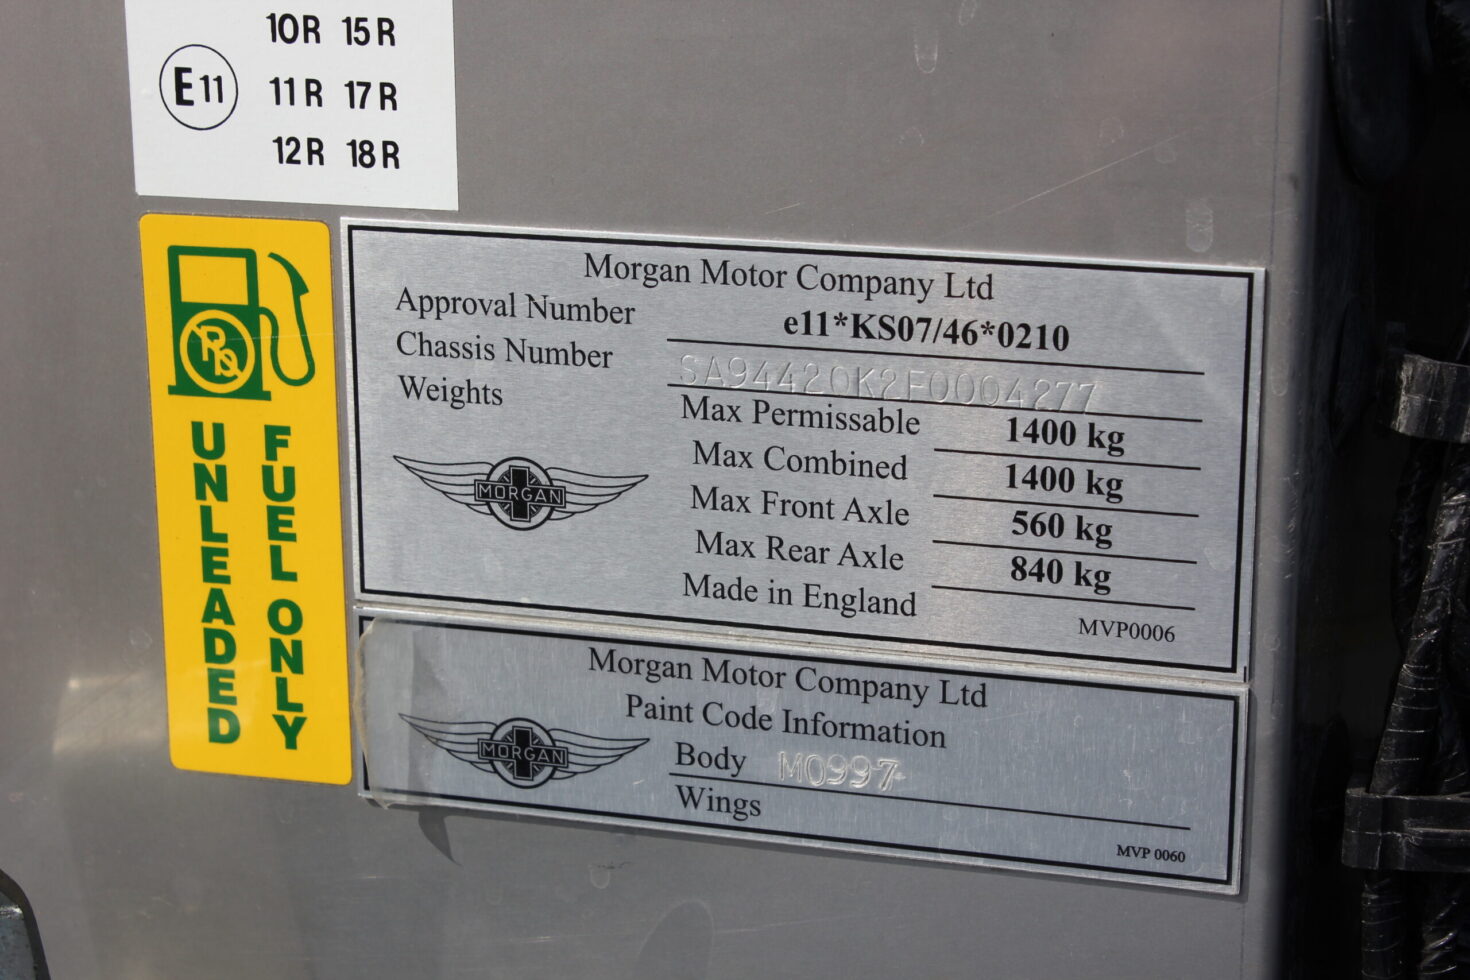 10R 15R
E11 11R 17R
12R 18R
Pb
UNLEADED
FUEL ONLY
Morgan Motor Company Ltd
Approval Number e11*KS07/46*0210
Chassis Number SA94420K2F0004277
Weights
Max Permissable 1400 kg
Max Combined 1400 kg
Max Front Axle 560 kg
Max Rear Axle 840 kg
Made in England
MORGAN
MVP0006
Morgan Motor Company Ltd
Paint Code Information
MORGAN
Body M0997
Wings
MVP 0060